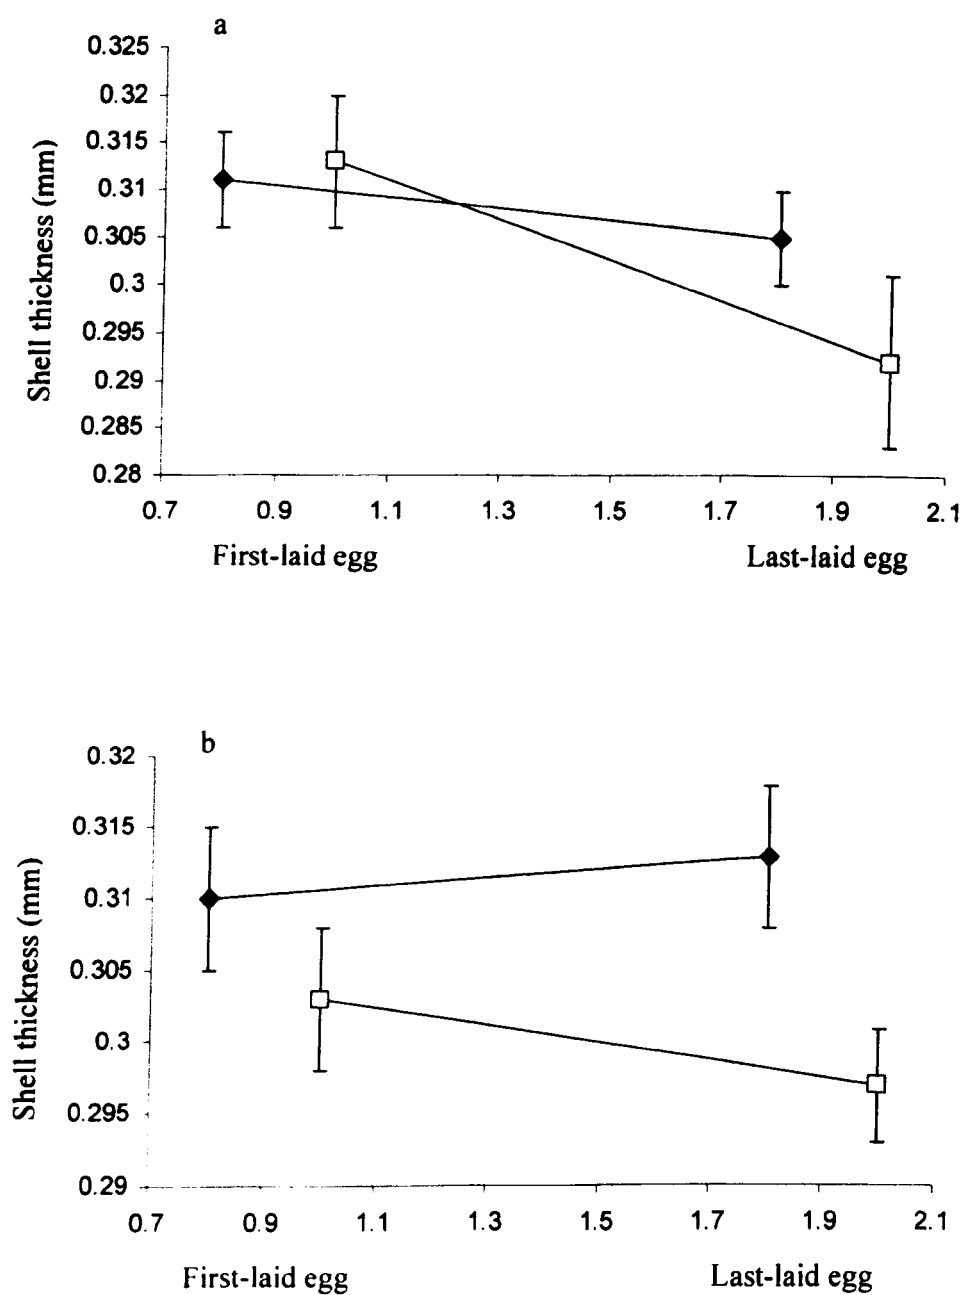 a
0.325
0.32
0.315
0.31
0.305
0.3
0.295
0.29
0.285
0.28
Shell thickness (mm)
0.7 0.9 1.1 1.3 1.5 1.7 1.9 2.1
First-laid egg Last-laid egg
b
0.32
0.315
0.31
0.305
0.3
0.295
0.29
Shell thickness (mm)
0.7 0.9 1.1 1.3 1.5 1.7 1.9 2.1
First-laid egg Last-laid egg